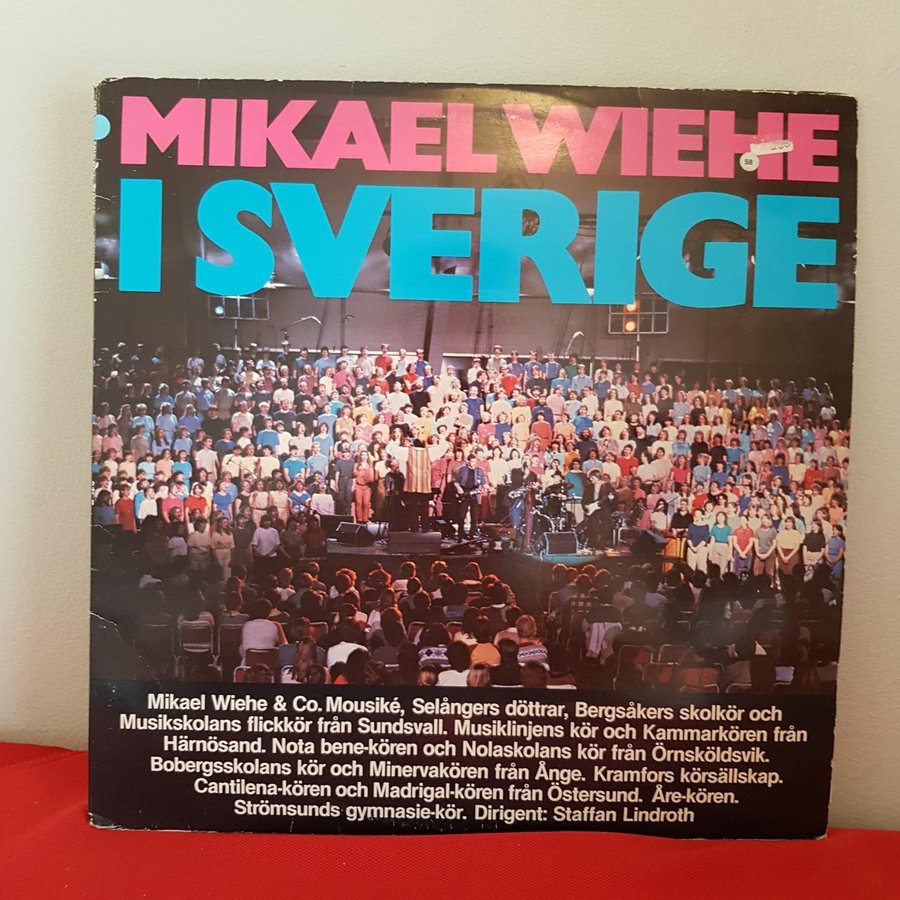 MIKAEL WIEHE
58
I SVERIGE
Mikael Wiehe & Co. Mousiké, Selångers döttrar, Bergsåkers skolkör och
Musikskolans flickkör från Sundsvall. Musiklinjens kör och Kammarkören från
Härnösand. Nota bene-kören och Nolaskolans kör från Örnsköldsvik.
Bobergsskolans kör och Minervakören från Ånge. Kramfors körsällskap.
Cantilena-kören och Madrigal-kören från Östersund. Åre-kören.
Strömsunds gymnasie-kör. Dirigent: Staffan Lindroth